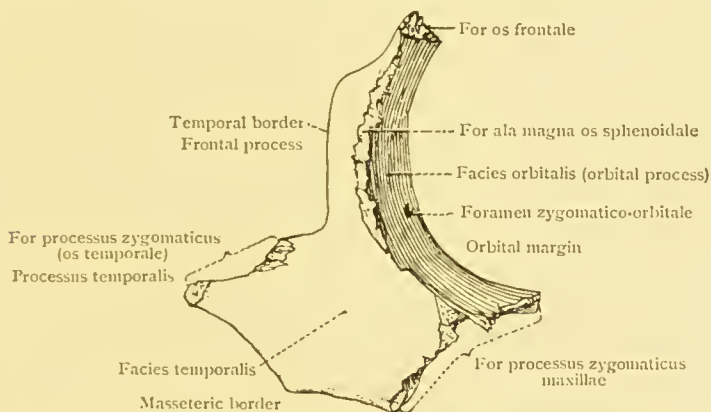 For os frontale
Temporal border
Frontal process
For ala magna os sphenoidale
Facies orbitalis (orbital process)
Foramen zygomatico-orbitale
Orbital margin
For processus zygomaticus
(os temporale)
Processus temporalis
Facies temporalis
Masseteric border
For processus zygomaticus
maxillae